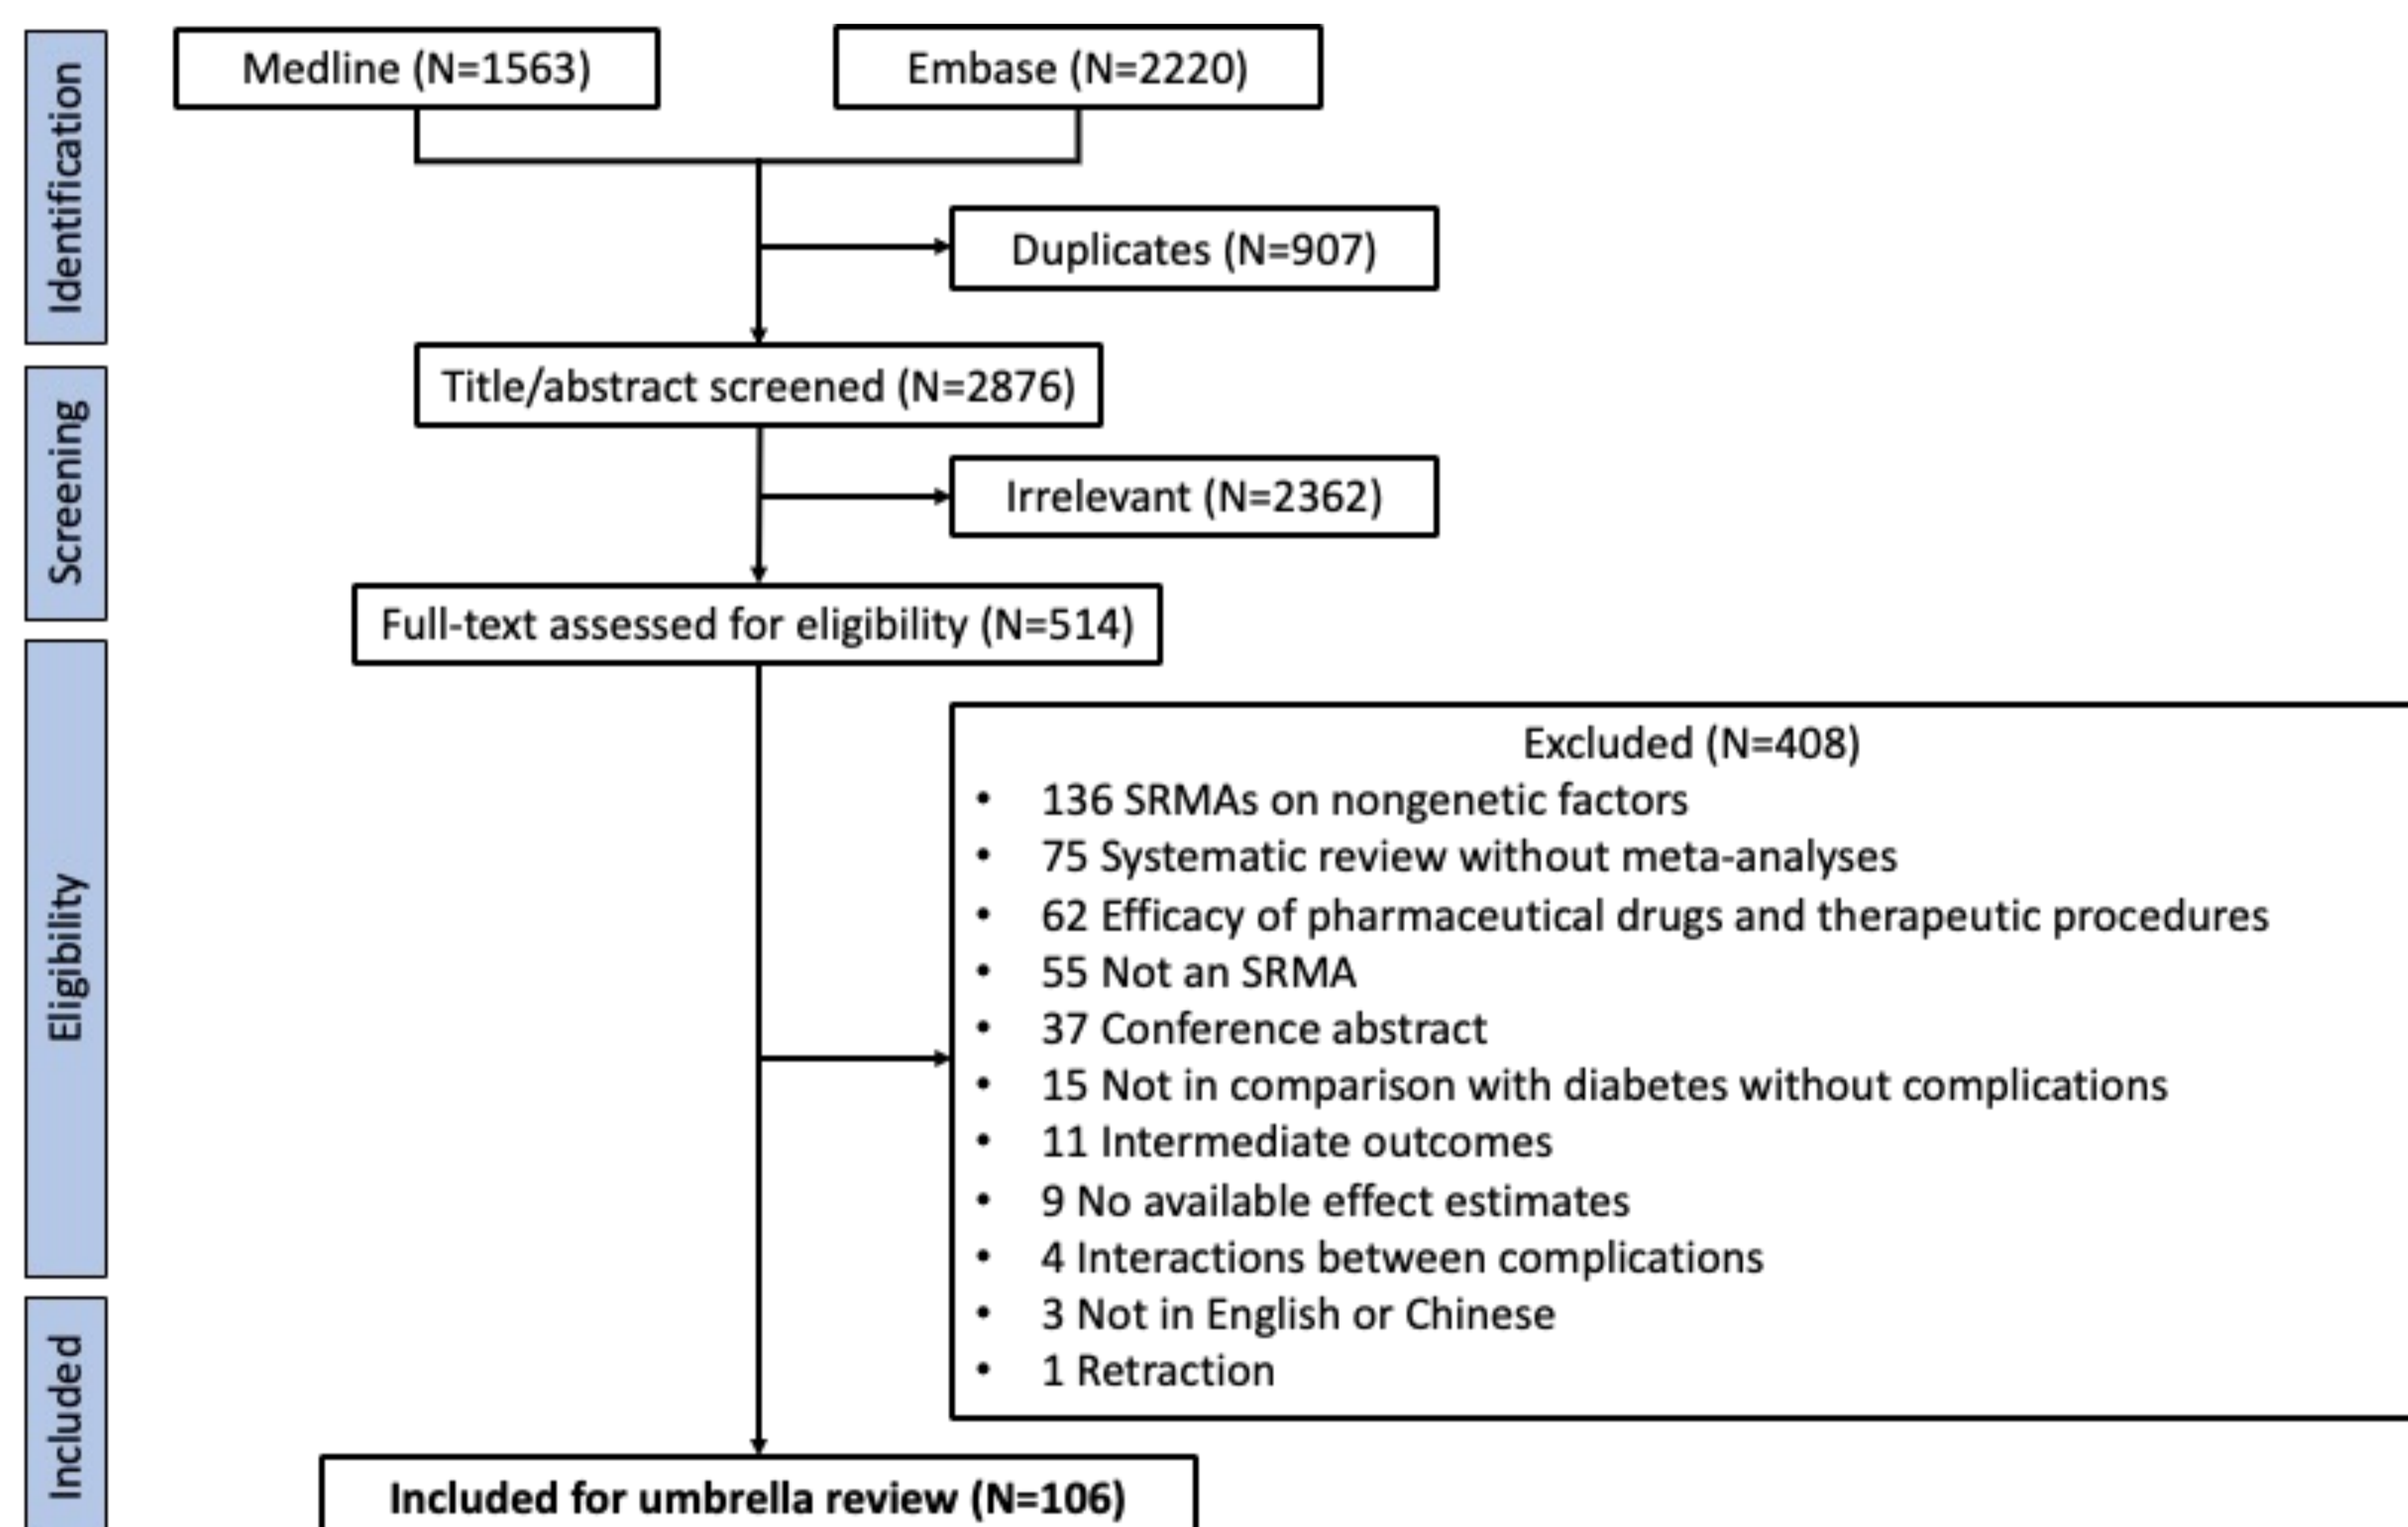 Identification
Medline (N=1563)
Embase (N=2220)
Duplicates (N=907)
Screening
Title/abstract screened (N=2876)
Irrelevant (N=2362)
Full-text assessed for eligibility (N=514)
Eligibility
Excluded (N=408)
• 136 SRMAs on nongenetic factors
• 75 Systematic review without meta-analyses
• 62 Efficacy of pharmaceutical drugs and therapeutic procedures
• 55 Not an SRMA
• 37 Conference abstract
• 15 Not in comparison with diabetes without complications
• 11 Intermediate outcomes
• 9 No available effect estimates
• 4 Interactions between complications
• 3 Not in English or Chinese
• 1 Retraction
Included
Included for umbrella review (N=106)